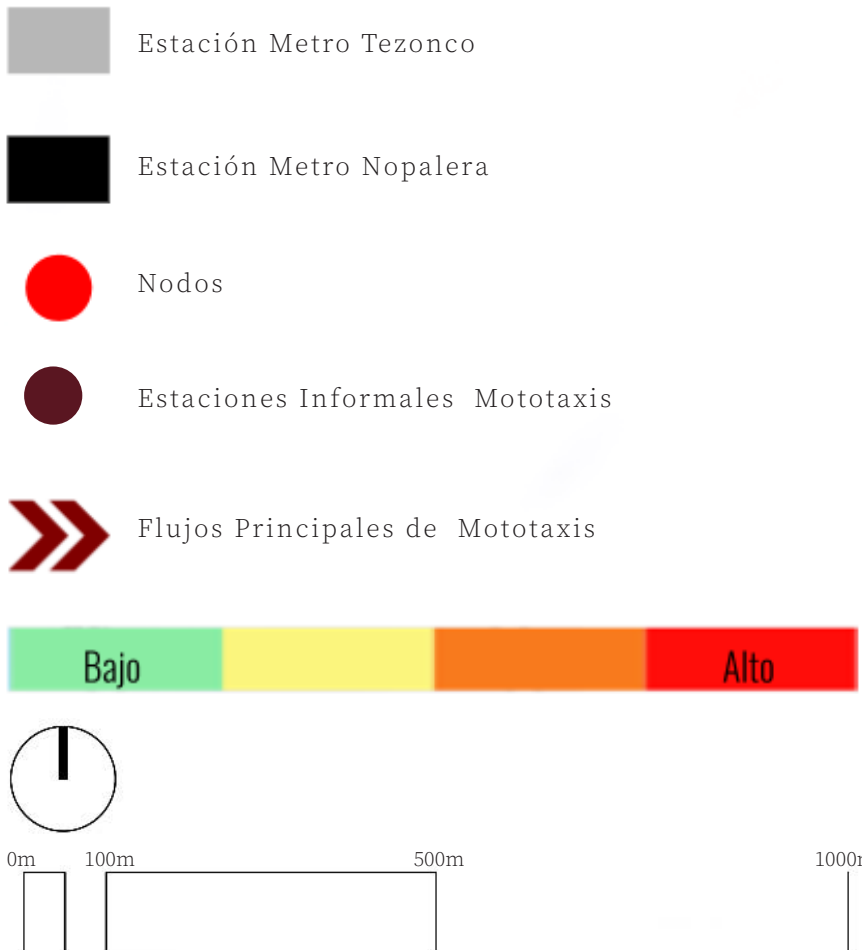 Estación Metro Tezonco
Estación Metro Nopalera
Nodos
Estaciones Informales Mototaxis
Flujos Principales de Mototaxis
Bajo Alto
0m 100m 500m 1000m